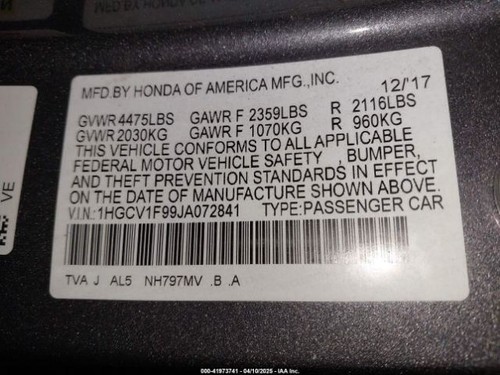 MFD.BY HONDA OF AMERICA MFG.,INC. 12/'17
GVWR 4475LBS GAWR F 2359LBS R 2116LBS
GVWR 2030KG GAWR F 1070KG R 960KG
THIS VEHICLE CONFORMS TO ALL APPLICABLE
FEDERAL MOTOR VEHICLE SAFETY , BUMPER,
AND THEFT PREVENTION STANDARDS IN EFFECT
ON THE DATE OF MANUFACTURE SHOWN ABOVE.
V.I.N.:1HGCV1F99JA072841 TYPE:PASSENGER CAR
TVA J AL5 NH797MV .B .A
VE
000-41973741 - 04/10/2025 - IAA Inc.